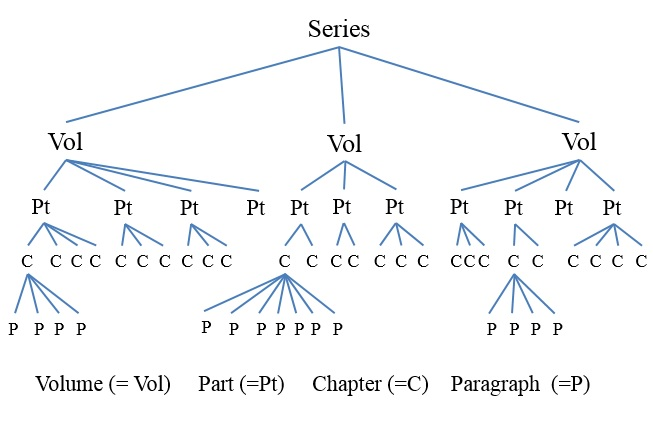 Series
Vol Vol Vol
Pt Pt Pt Pt Pt Pt Pt Pt Pt Pt Pt
C C C C C C C C C C C C C C C C C C C C C C C C C C
P P P P P P P P P P P P P P P
Volume (= Vol) Part (=Pt) Chapter (=C) Paragraph (=P)